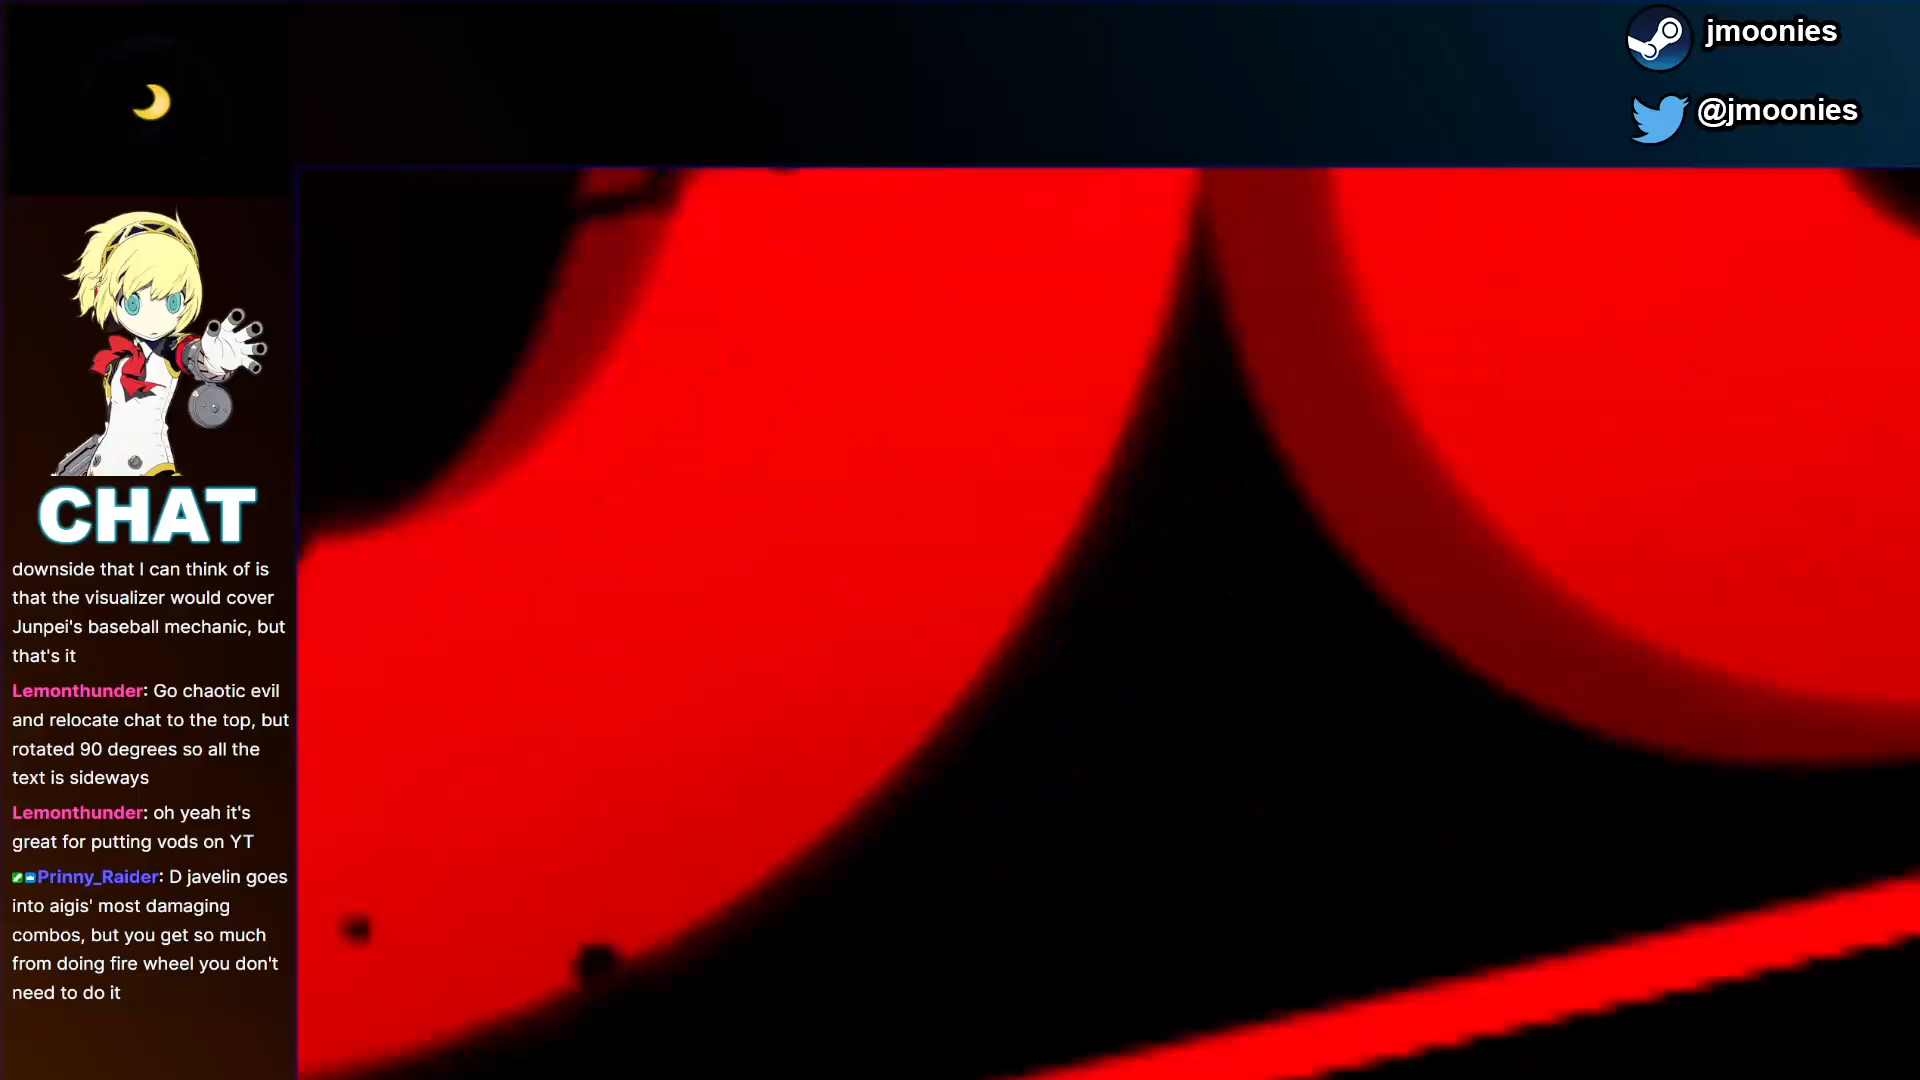 jmoonies
@jmoonies
CHAT
downside that I can think of is
that the visualizer would cover
Junpei's baseball mechanic, but
that's it
Lemonthunder: Go chaotic evil
and relocate chat to the top, but
rotated 90 degrees so all the
text is sideways
Lemonthunder: oh yeah it's
great for putting vods on YT
Prinny_Raider: D javelin goes
into aigis' most damaging
combos, but you get so much
from doing fire wheel you don't
need to do it